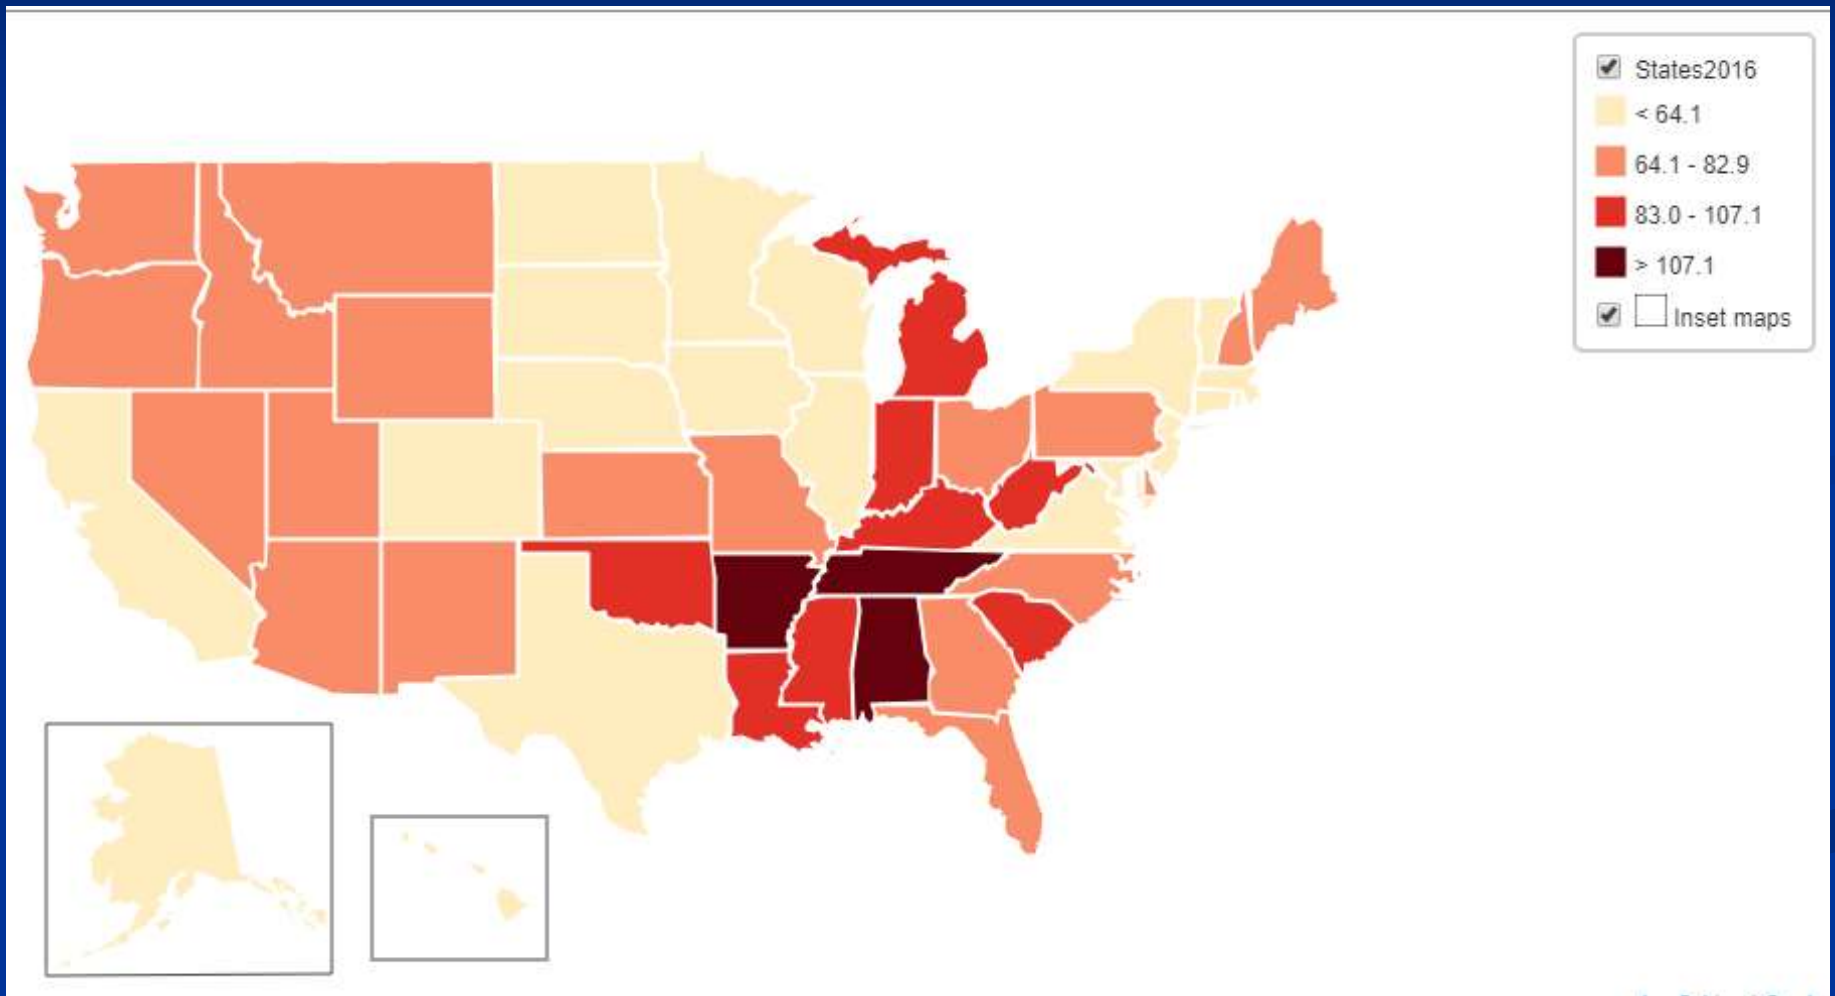 States2016
< 64.1
64.1 - 82.9
83.0 - 107.1
> 107.1
Inset maps